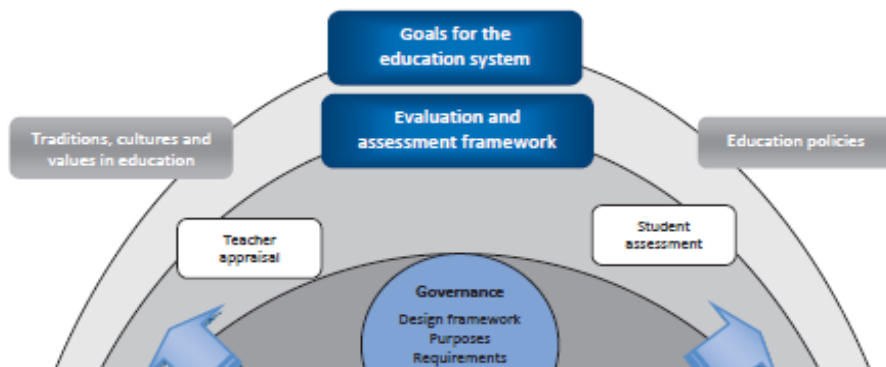 Goals for the
education system
Evaluation and
assessment framework
Traditions, cultures and
values in education
Education policies
Teacher
appraisal
Student
assessment
Governance
Design framework
Purposes
Requirements